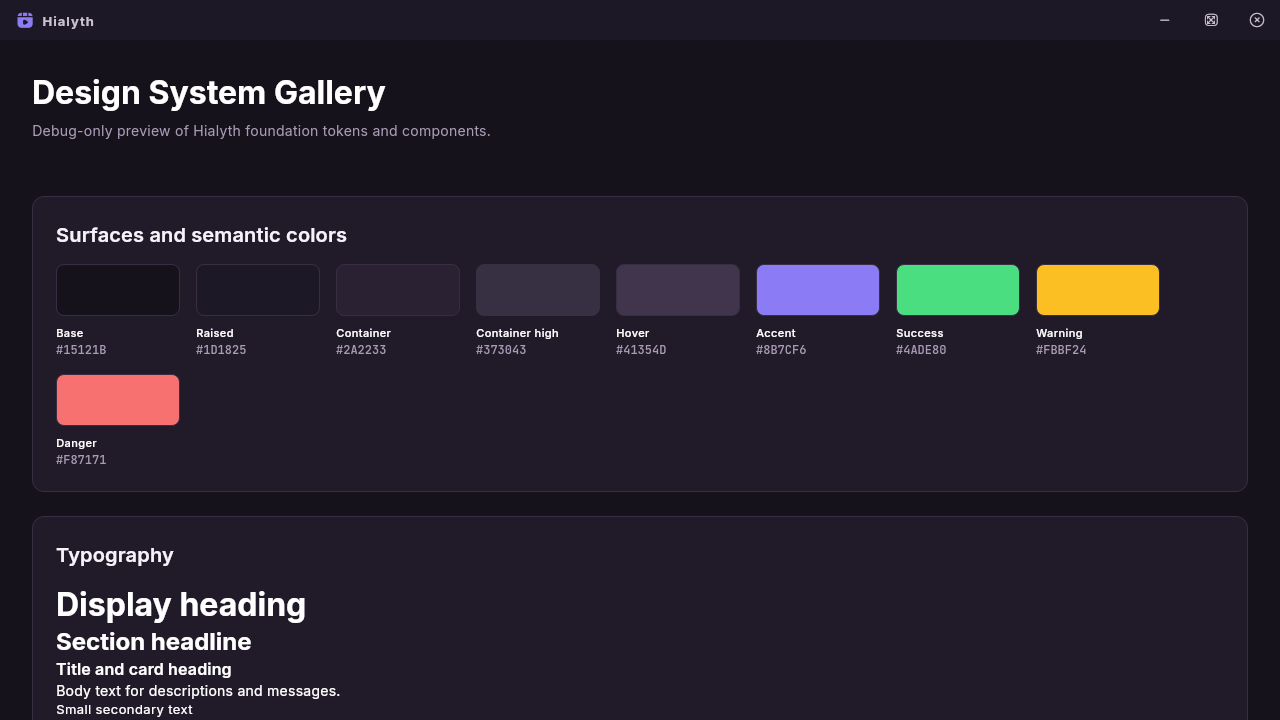 Hialyth
Design System Gallery
Debug-only preview of Hialyth foundation tokens and components.
Surfaces and semantic colors
Base
#15121B
Raised
#1D1825
Container
#2A2233
Container high
#373043
Hover
#41354D
Accent
#8B7CF6
Success
#4ADE80
Warning
#FBBF24
Danger
#F87171
Typography
Display heading
Section headline
Title and card heading
Body text for descriptions and messages.
Small secondary text